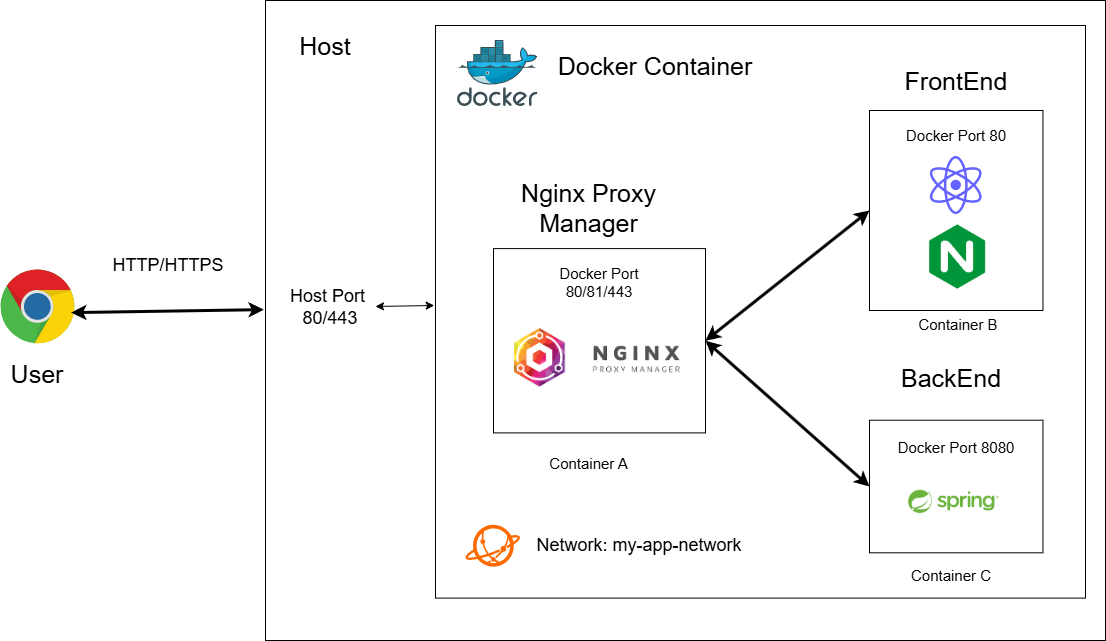 Host
docker
Docker Container
FrontEnd
Docker Port 80
Nginx Proxy
Manager
HTTP/HTTPS
Docker Port
80/81/443
Host Port
80/443
N
Container B
NGINX
PROXY MANAGER
User
BackEnd
Docker Port 8080
Container A
spring
Network: my-app-network
Container C